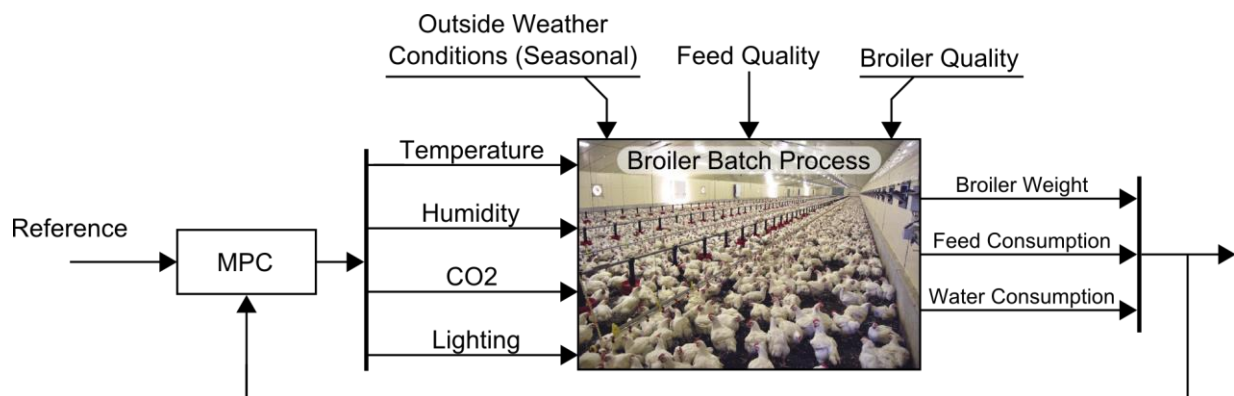 Outside Weather
Conditions (Seasonal)
Feed Quality
Broiler Quality
Temperature
Broiler Batch Process
Broiler Weight
Humidity
Reference
MPC
Feed Consumption
CO2
Water Consumption
Lighting